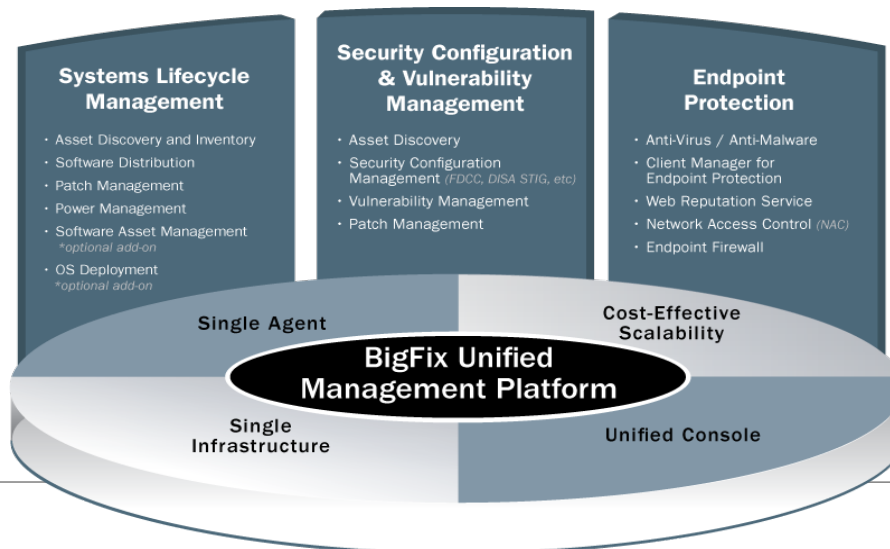 Systems Lifecycle
Management
· Asset Discovery and Inventory
· Software Distribution
· Patch Management
· Power Management
· Software Asset Management
*optional add-on
· OS Deployment
*optional add-on
Security Configuration
& Vulnerability
Management
· Asset Discovery
· Security Configuration
Management (FDCC, DISA STIG, etc)
· Vulnerability Management
· Patch Management
Endpoint
Protection
· Anti-Virus / Anti-Malware
· Client Manager for
Endpoint Protection
· Web Reputation Service
· Network Access Control (NAC)
· Endpoint Firewall
Single Agent
Cost-Effective
Scalability
BigFix Unified
Management Platform
Single
Infrastructure
Unified Console